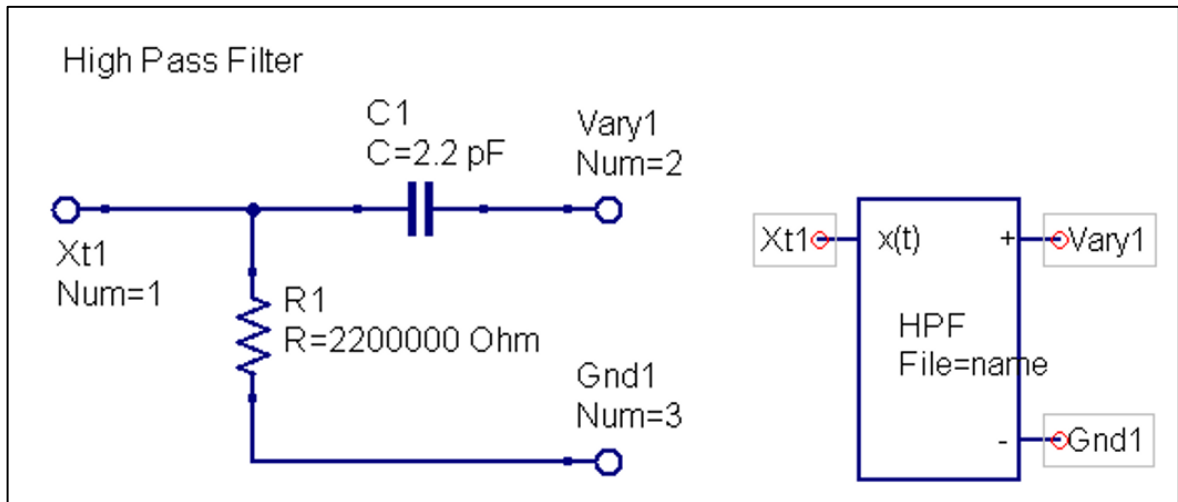 High Pass Filter
C1
C=2.2 pF
Vary1
Num=2
Xt1
Num=1
R1
R=2200000 Ohm
Gnd1
Num=3
Xt1
x(t)
+
Vary1
HPF
File=name
-
Gnd1